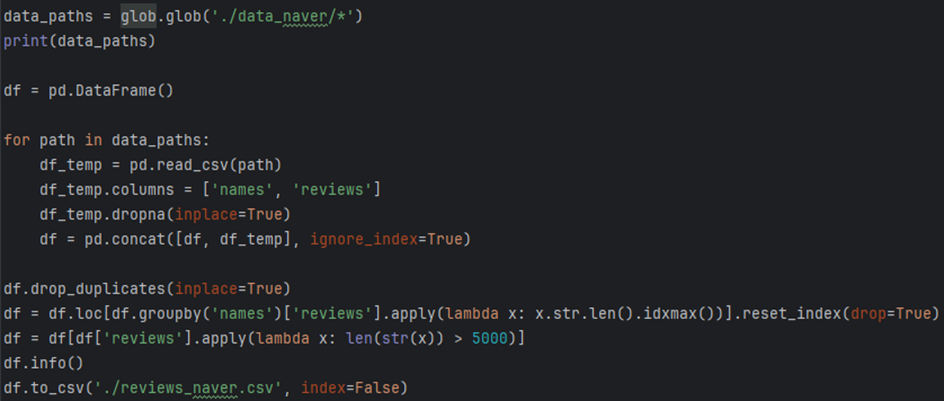 data_paths = glob.glob('./data_naver/*')
print(data_paths)
df = pd.DataFrame()
for path in data_paths:
    df_temp = pd.read_csv(path)
    df_temp.columns = ['names', 'reviews']
    df_temp.dropna(inplace=True)
    df = pd.concat([df, df_temp], ignore_index=True)
df.drop_duplicates(inplace=True)
df = df.loc[df.groupby('names')['reviews'].apply(lambda x: x.str.len().idxmax())].reset_index(drop=True)
df = df[df['reviews'].apply(lambda x: len(str(x)) > 5000)]
df.info()
df.to_csv('./reviews_naver.csv', index=False)